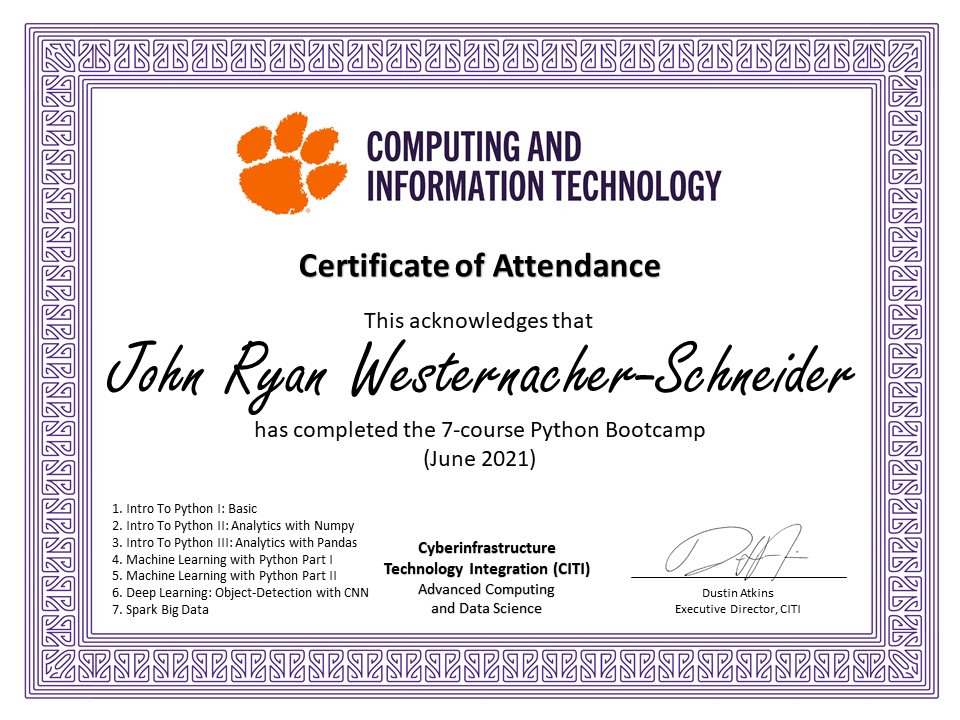 COMPUTING AND
INFORMATION TECHNOLOGY
Certificate of Attendance
This acknowledges that
John Ryan Westernacher-Schneider
has completed the 7-course Python Bootcamp
(June 2021)
1. Intro To Python I: Basic
2. Intro To Python II: Analytics with Numpy
3. Intro To Python III: Analytics with Pandas
4. Machine Learning with Python Part I
5. Machine Learning with Python Part II
6. Deep Learning: Object-Detection with CNN
7. Spark Big Data
Cyberinfrastructure
Technology Integration (CITI)
Advanced Computing
and Data Science
Dustin Atkins
Executive Director, CITI